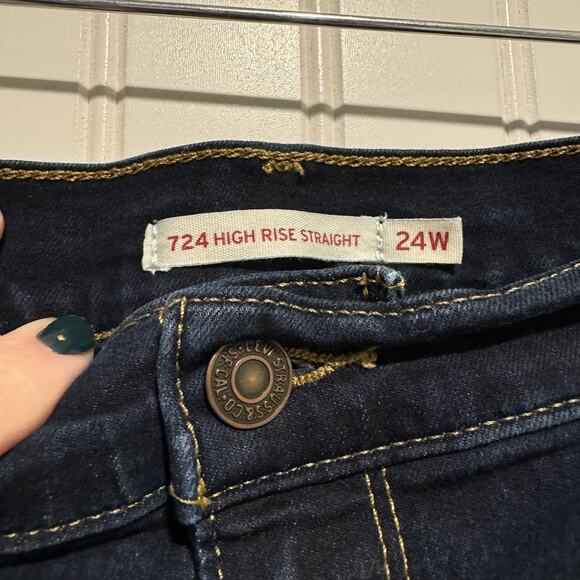 724 HIGH RISE STRAIGHT 24W
LEVI STRAUSS & CO. S.F. CAL.